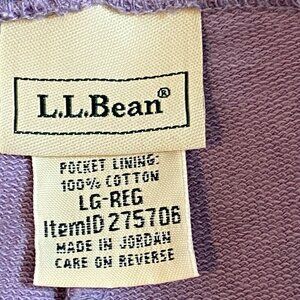 L.L.Bean®
POCKET LINING:
100% COTTON
LG-REG
ItemID 275706
MADE IN JORDAN
CARE ON REVERSE